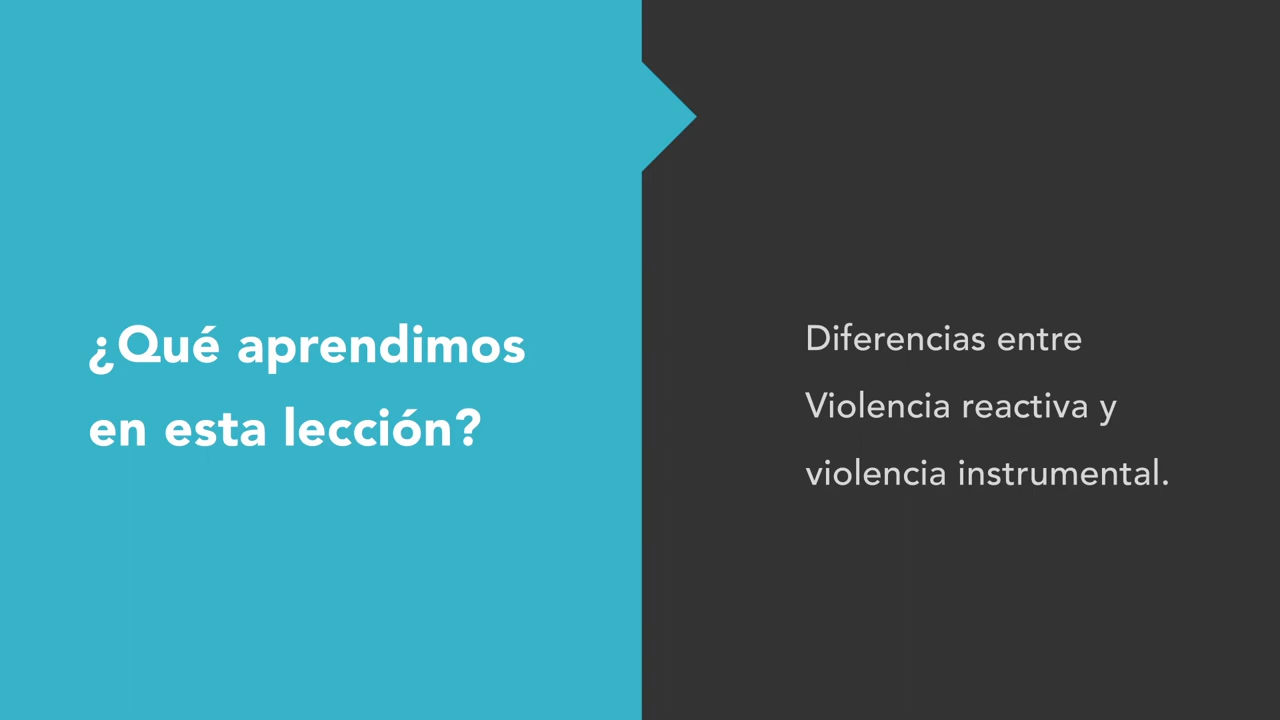 ¿Qué aprendimos
en esta lección?
Diferencias entre
Violencia reactiva y
violencia instrumental.